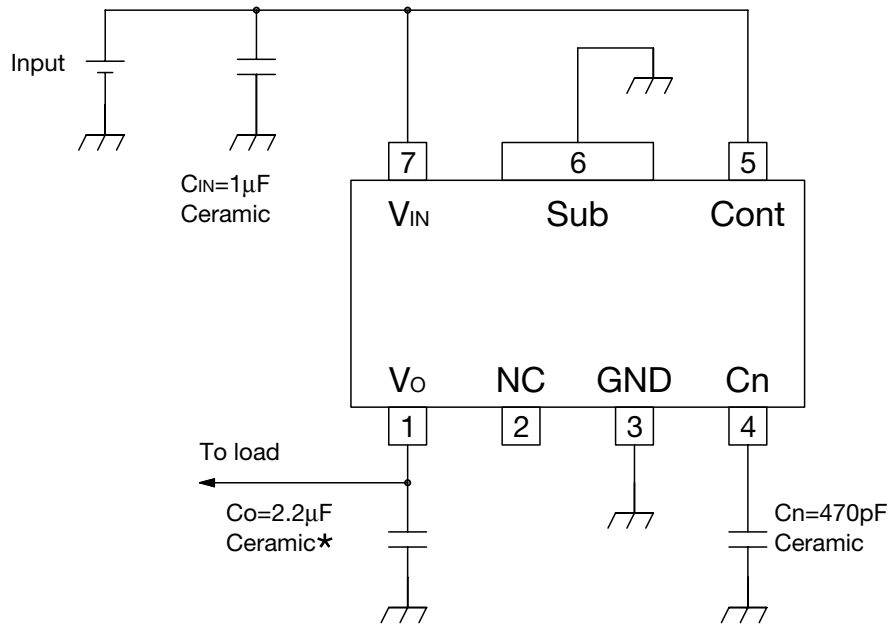 Input
CIN=1μF
Ceramic
7
6
5
VIN
Sub
Cont
VO
NC
GND
Cn
1
2
3
4
To load
Co=2.2μF
Ceramic*
Cn=470pF
Ceramic